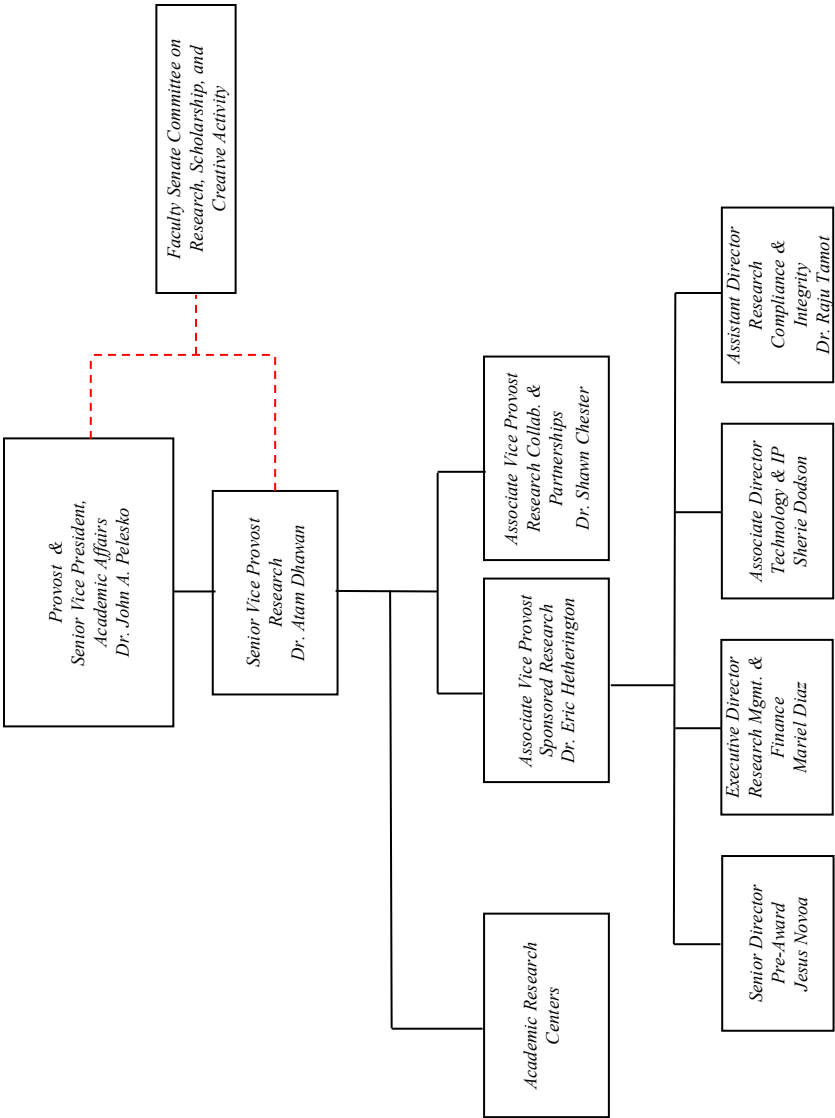 Provost &
Senior Vice President,
Academic Affairs
Dr. John A. Pelesko
Faculty Senate Committee on
Research, Scholarship, and
Creative Activity
Senior Vice Provost
Research
Dr. Atam Dhawan
Academic Research
Centers
Associate Vice Provost
Sponsored Research
Dr. Eric Hetherington
Associate Vice Provost
Research Collab. &
Partnerships
Dr. Shawn Chester
Senior Director
Pre-Award
Jesus Novoa
Executive Director
Research Mgmt. &
Finance
Mariel Diaz
Associate Director
Technology & IP
Sherie Dodson
Assistant Director
Research
Compliance &
Integrity
Dr. Raju Tamot